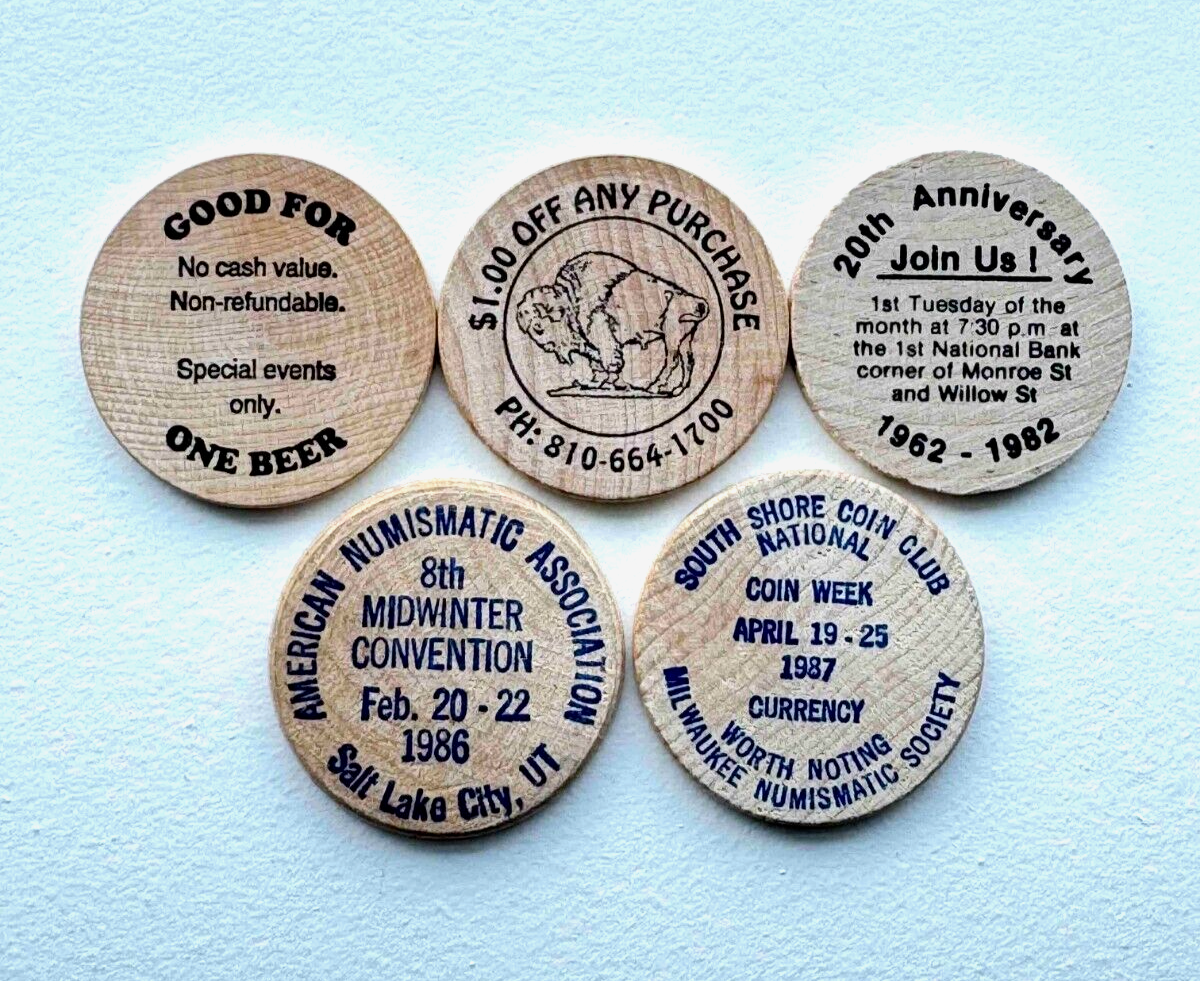 GOOD FOR
No cash value.
Non-refundable.
Special events
only.
ONE BEER
$1.00 OFF ANY PURCHASE
PH: 810-664-1700
20th Anniversary
Join Us !
1st Tuesday of the
month at 7:30 p.m at
the 1st National Bank
corner of Monroe St
and Willow St
1962 - 1982
AMERICAN NUMISMATIC ASSOCIATION
8th
MIDWINTER
CONVENTION
Feb. 20 - 22
1986
Salt Lake City, UT
SOUTH SHORE COIN CLUB
NATIONAL
COIN WEEK
APRIL 19 - 25
1987
CURRENCY
WORTH NOTING
MILWAUKEE NUMISMATIC SOCIETY